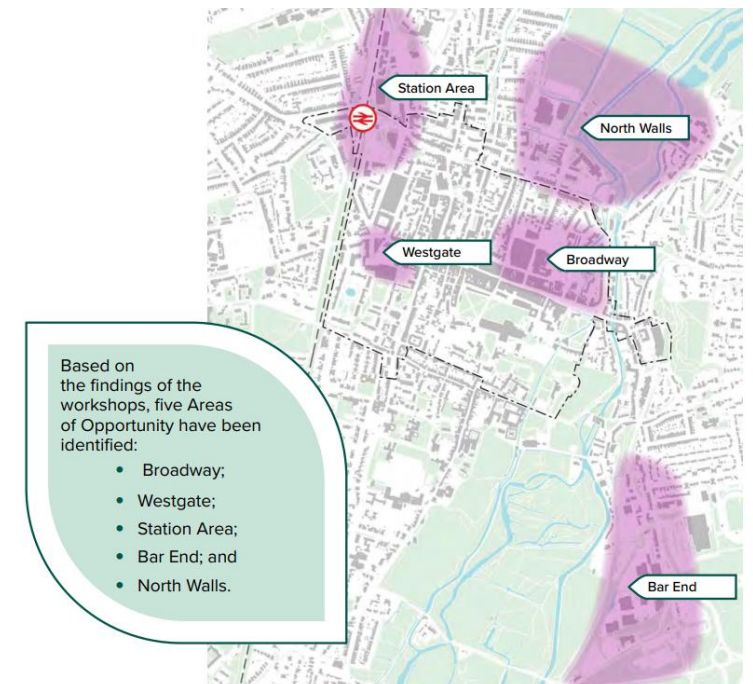 Station Area
North Walls
Westgate
Broadway
Based on
the findings of the
workshops, five Areas
of Opportunity have been
identified:
• Broadway;
• Westgate;
• Station Area;
• Bar End; and
• North Walls.
Bar End